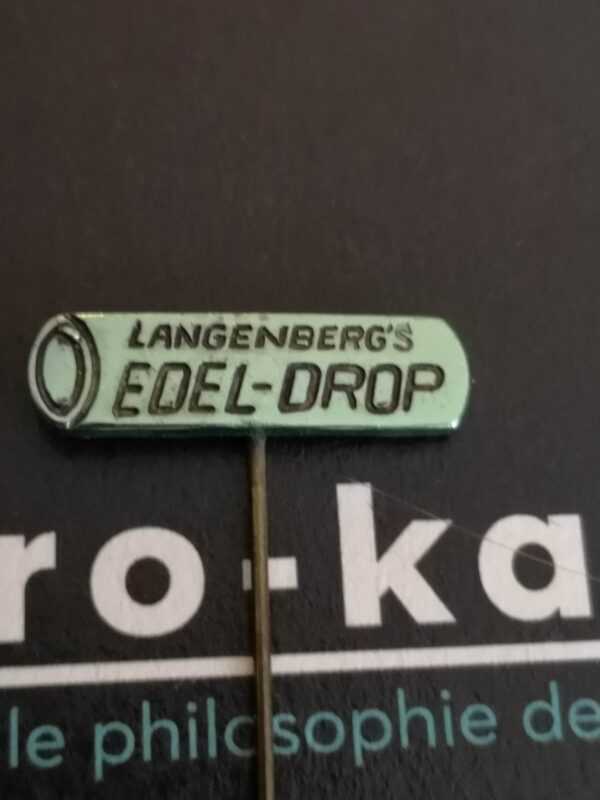 LANGENBERG'S
EDEL-DROP
ro-ka
le philosophie de